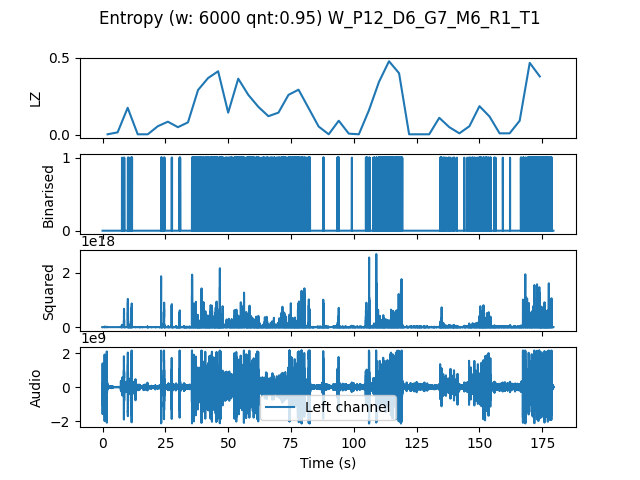 Entropy (w: 6000 qnt:0.95) W_P12_D6_G7_M6_R1_T1
0.5
LZ
0.0
1
Binarised
0
1e18
2
Squared
0
1e9
2
Audio
0
−2
Left channel
0 25 50 75 100 125 150 175
Time (s)